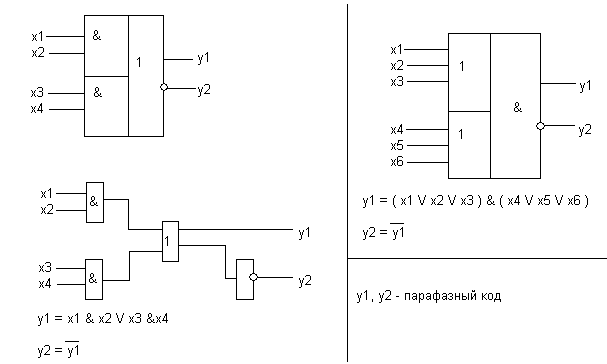 x1
x2
&
x3
x4
&
1
y1
y2
x1
x2
&
x3
x4
&
1
y1
y2
y1 = x1 & x2 V x3 &x4
y2 = y1
x1
x2
x3
1
x4
x5
x6
1
&
y1
y2
y1 = ( x1 V x2 V x3 ) & ( x4 V x5 V x6 )
y2 = y1
y1, y2 - парафазный код